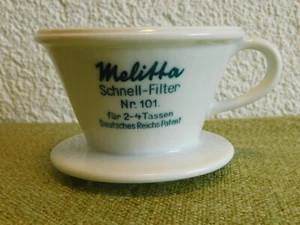 Melitta
Schnell-Filter
Nr. 101.
für 2-4 Tassen
Deutsches Reichs Patent